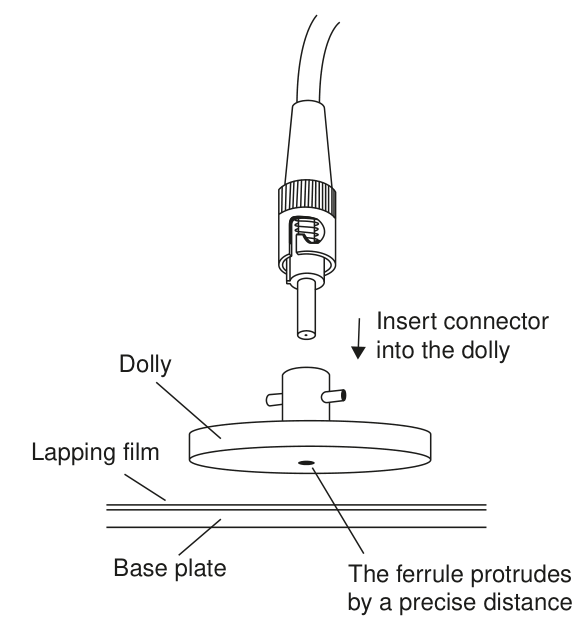 Insert connector
into the dolly
Dolly
Lapping film
Base plate
The ferrule protrudes
by a precise distance